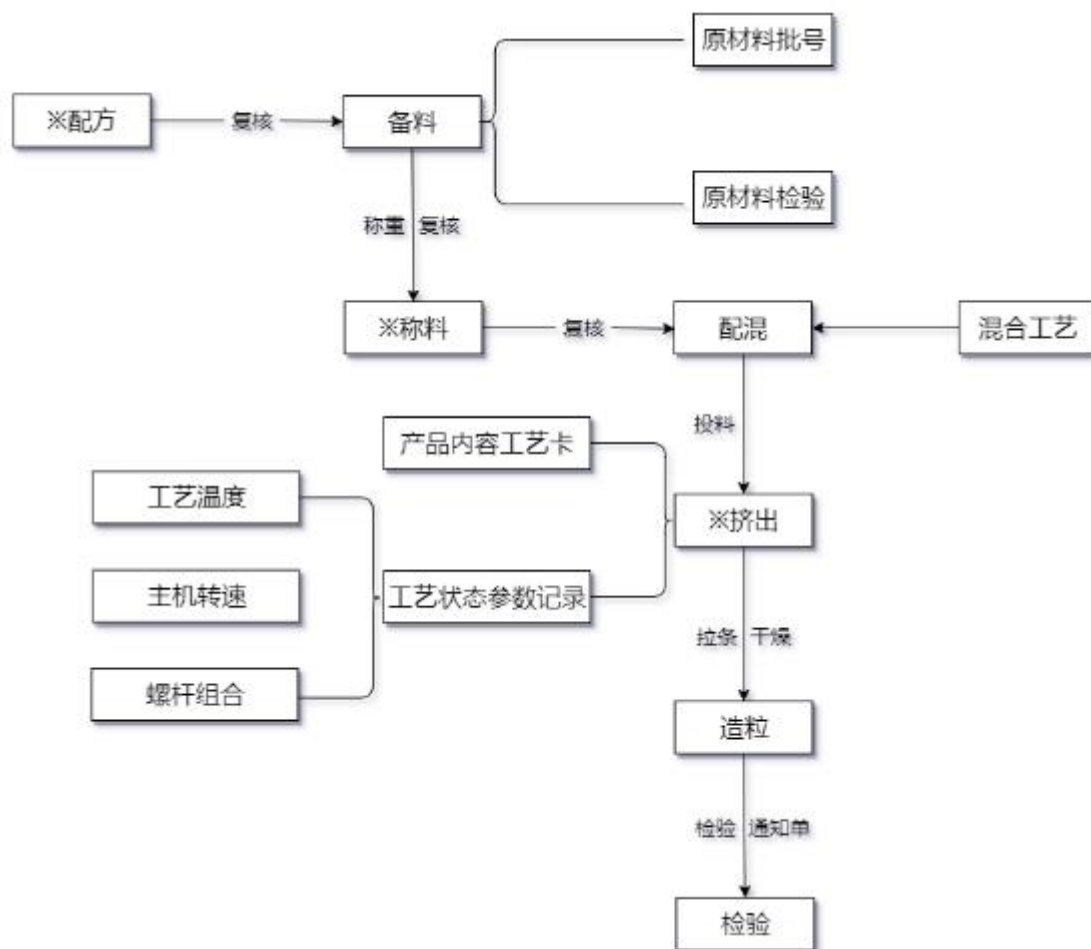 原材料批号
※配方
复核
备料
原材料检验
称重 复核
※称料
复核
配混
混合工艺
投料
产品内容工艺卡
工艺温度
※挤出
主机转速
工艺状态参数记录
拉条 干燥
螺杆组合
造粒
检验 通知单
检验